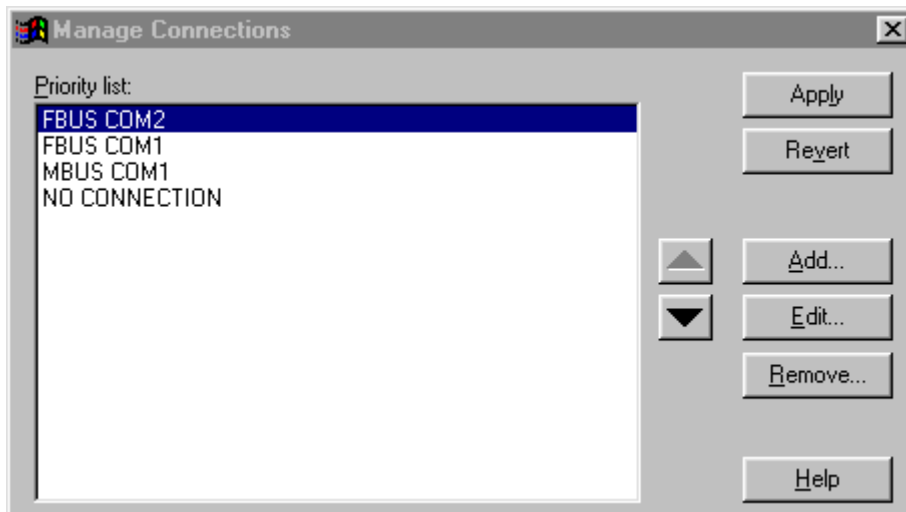 Manage Connections
Priority list:
FBUS COM2
FBUS COM1
MBUS COM1
NO CONNECTION
Apply
Revert
Add...
Edit...
Remove...
Help